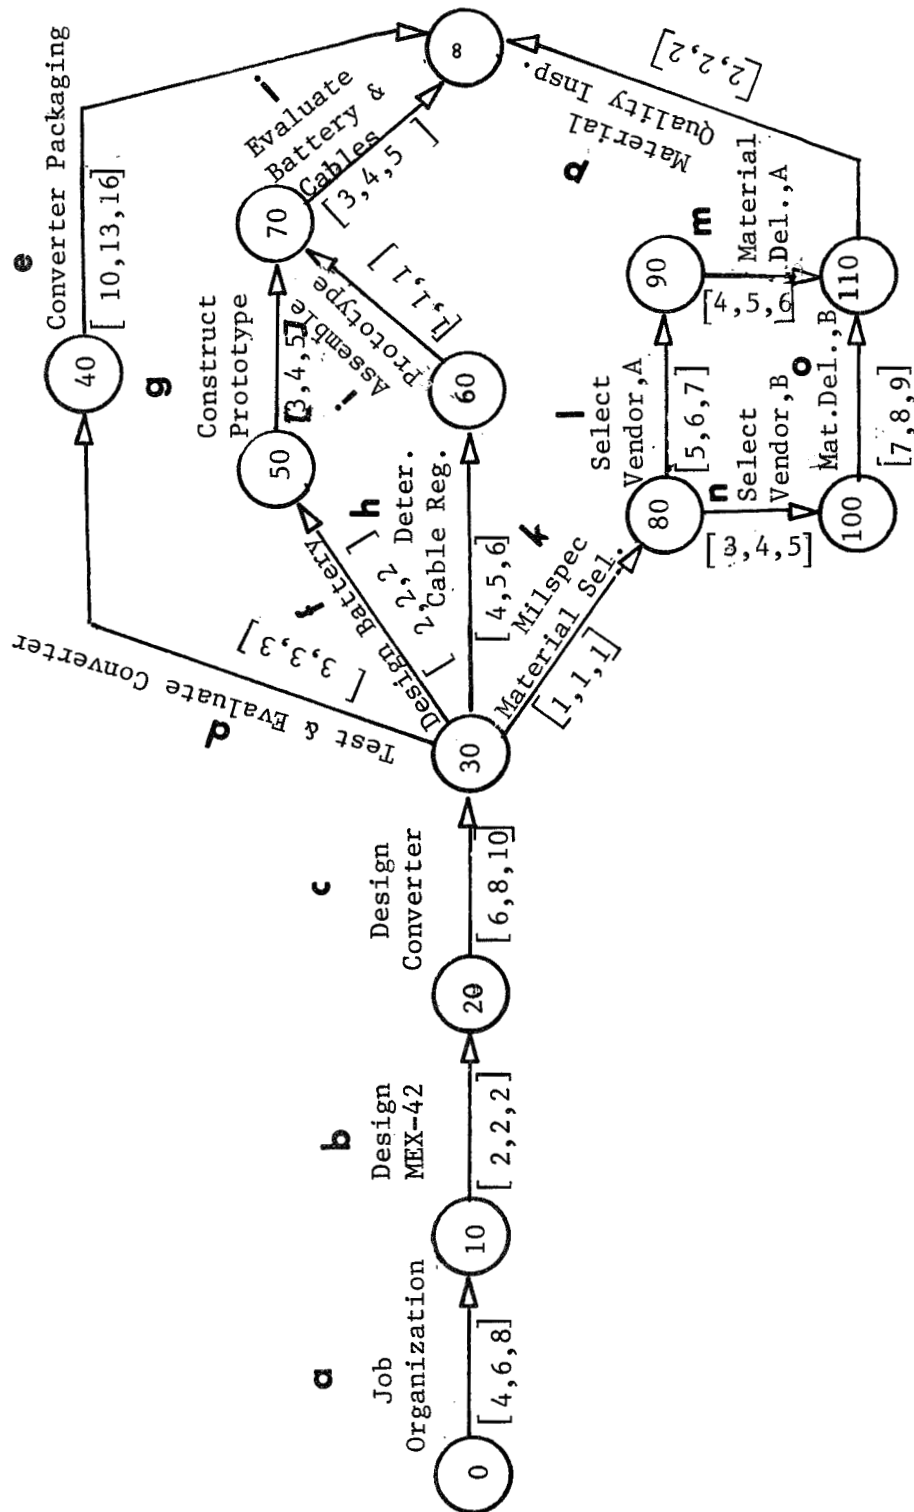 a
Job
Organization
[4,6,8]
0
10
b
Design
MEX-42
[2,2,2]
20
c
Design
Converter
[6,8,10]
30
d
Test & Evaluate Converter
[3,3,3]
40
e
Converter Packaging
[10,13,16]
f
Design Battery
[2,2,2]
50
g
Construct
Prototype
[3,4,5]
70
h
Deter.
Cable Reg.
[4,5,6]
60
i
Assemble
Prototype
[1,1,1]
Evaluate
Battery &
Cables
[3,4,5]
∞
k
Milspec
Material Sel.
[1,1,1]
80
l
Select
Vendor,A
[5,6,7]
90
m
Material
Del.,A
[4,5,6]
n
Select
Vendor,B
[3,4,5]
100
o
Mat.Del.,B
[7,8,9]
110
Material
Quality Insp.
[2,2,2]